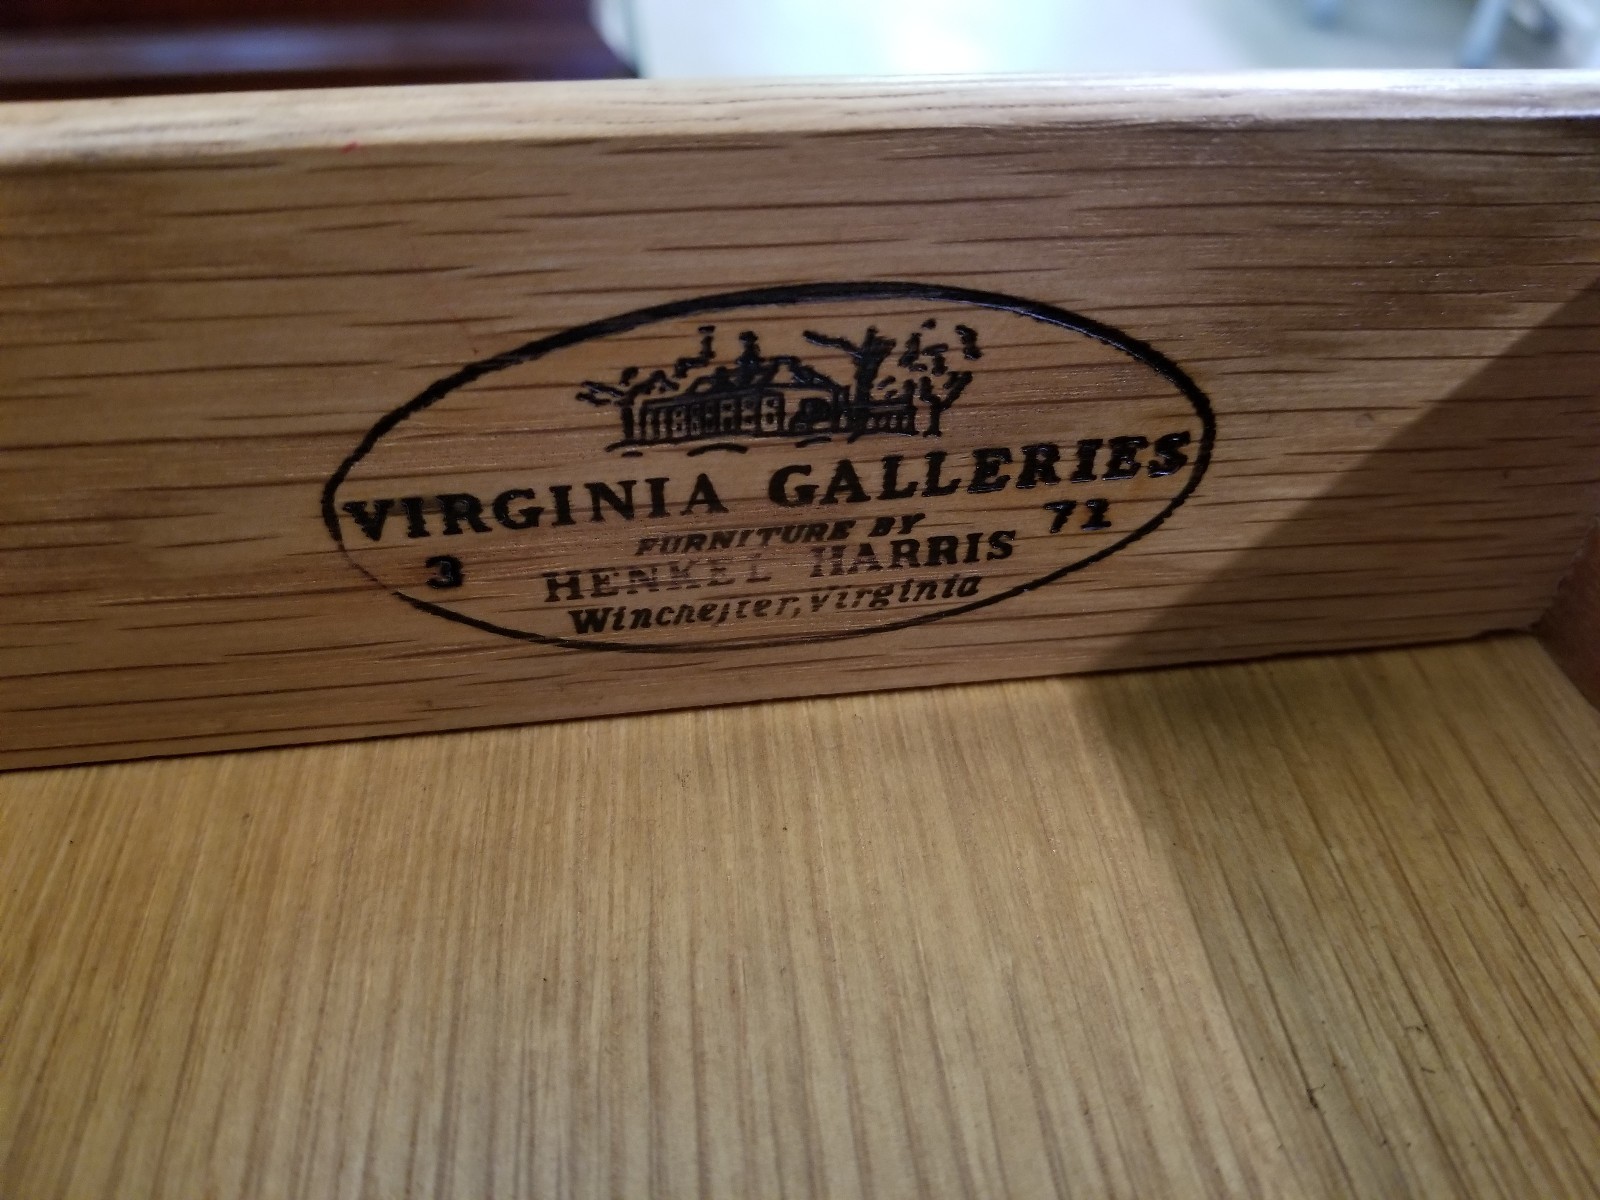 VIRGINIA GALLERIES
FURNITURE BY
3 HENKEL HARRIS 71
Winchester, Virginia